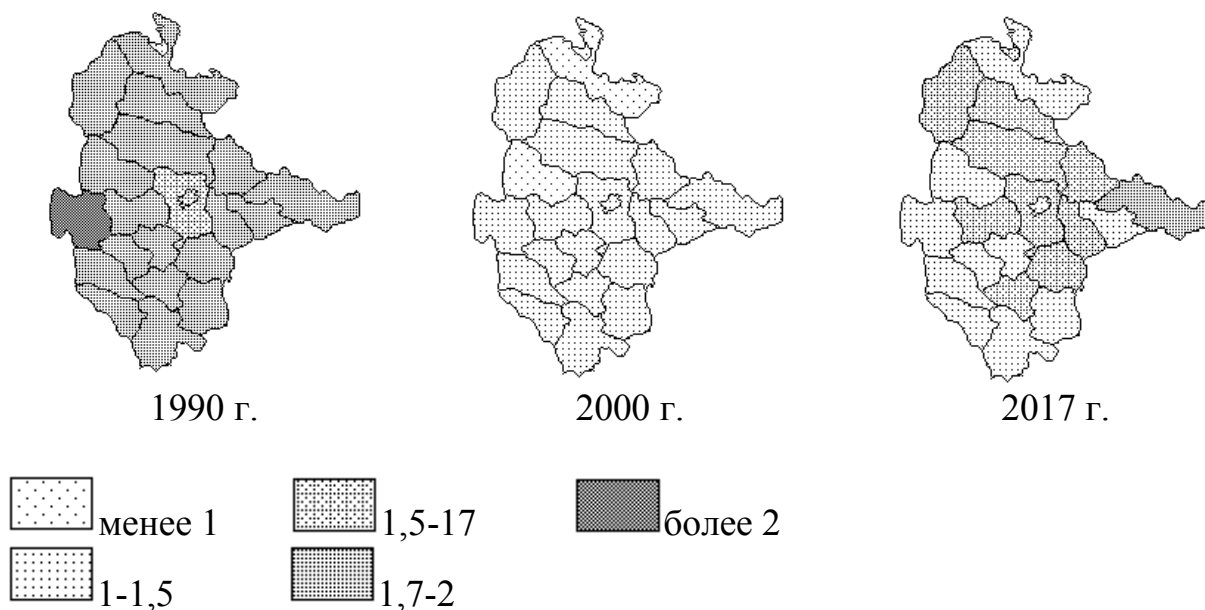 1990 г. 2000 г. 2017 г.
менее 1 1,5-17 более 2
1-1,5 1,7-2